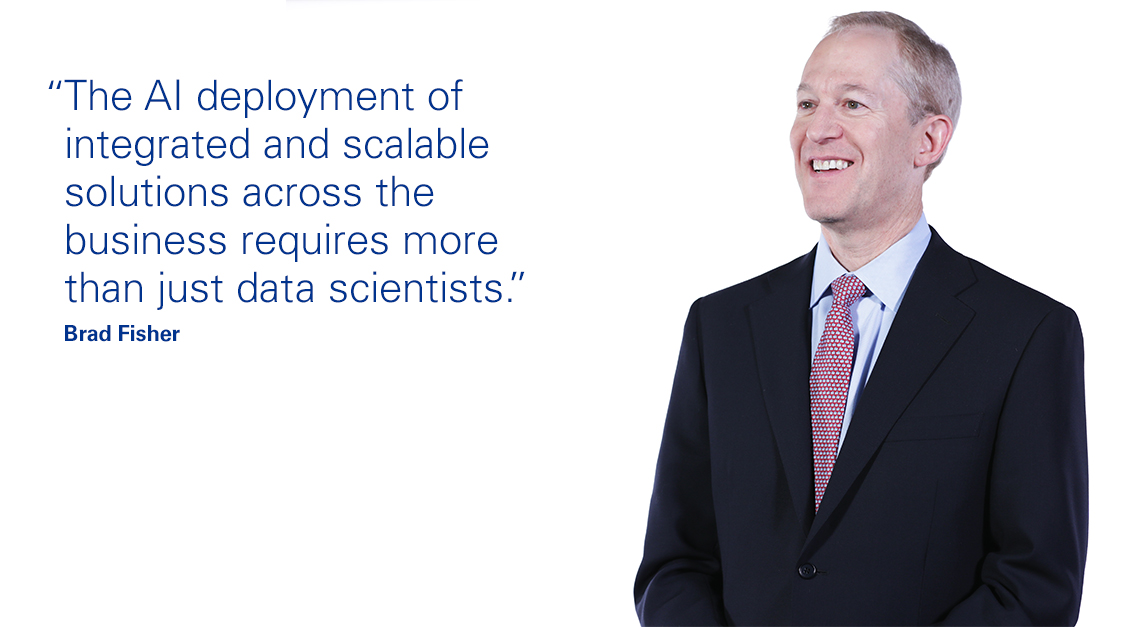 “The AI deployment of
integrated and scalable
solutions across the
business requires more
than just data scientists.”
Brad Fisher